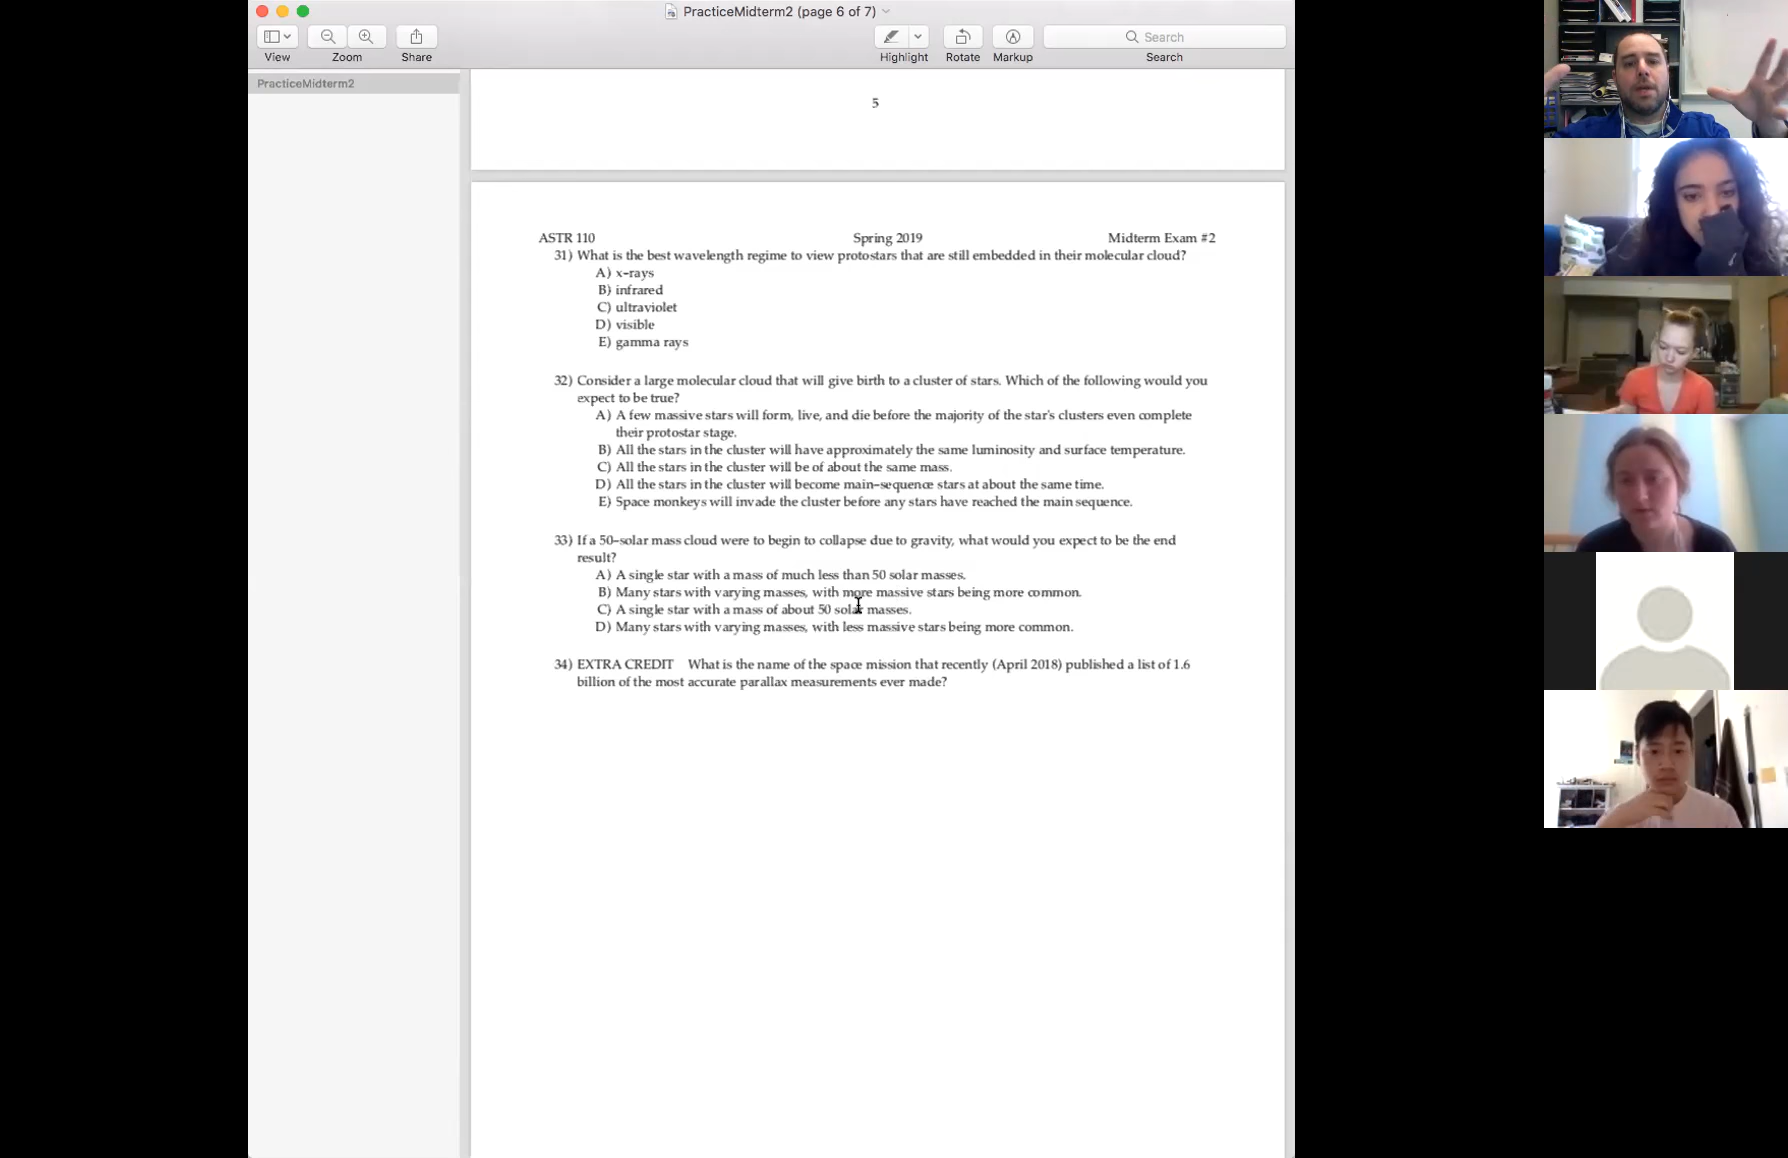 PracticeMidterm2 (page 6 of 7)
View
Zoom
Share
Highlight
Rotate
Markup
Search
Search
PracticeMidterm2
5
ASTR 110 Spring 2019 Midterm Exam #2
31) What is the best wavelength regime to view protostars that are still embedded in their molecular cloud?
A) x-rays
B) infrared
C) ultraviolet
D) visible
E) gamma rays
32) Consider a large molecular cloud that will give birth to a cluster of stars. Which of the following would you
expect to be true?
A) A few massive stars will form, live, and die before the majority of the star's clusters even complete
their protostar stage.
B) All the stars in the cluster will have approximately the same luminosity and surface temperature.
C) All the stars in the cluster will be of about the same mass.
D) All the stars in the cluster will become main-sequence stars at about the same time.
E) Space monkeys will invade the cluster before any stars have reached the main sequence.
33) If a 50-solar mass cloud were to begin to collapse due to gravity, what would you expect to be the end
result?
A) A single star with a mass of much less than 50 solar masses.
B) Many stars with varying masses, with more massive stars being more common.
C) A single star with a mass of about 50 solar masses.
D) Many stars with varying masses, with less massive stars being more common.
34) EXTRA CREDIT What is the name of the space mission that recently (April 2018) published a list of 1.6
billion of the most accurate parallax measurements ever made?